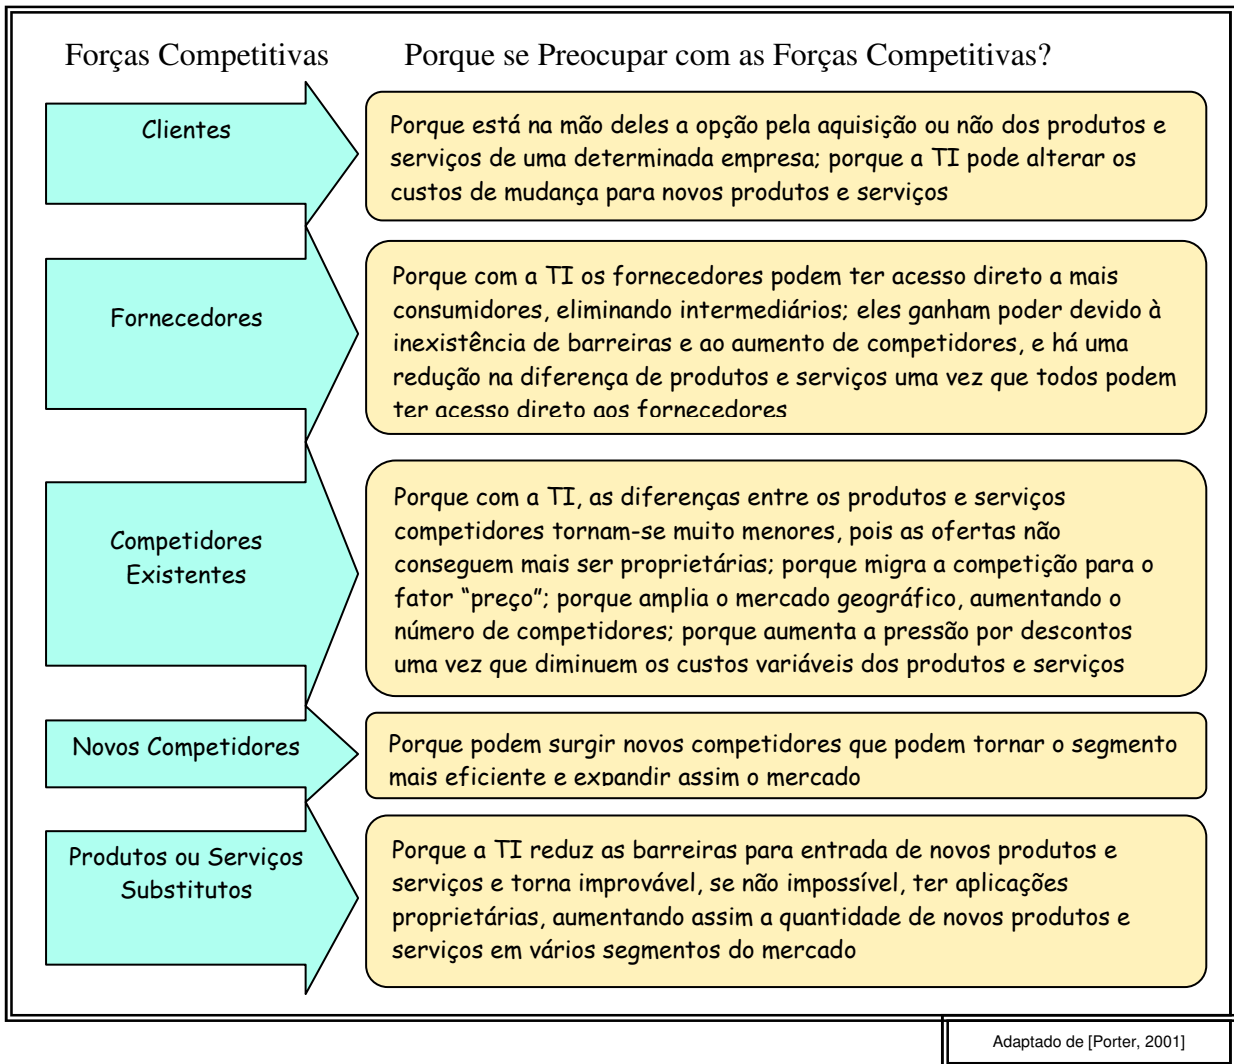 Forças Competitivas
Porque se Preocupar com as Forças Competitivas?
Clientes
Porque está na mão deles a opção pela aquisição ou não dos produtos e
serviços de uma determinada empresa; porque a TI pode alterar os
custos de mudança para novos produtos e serviços
Fornecedores
Porque com a TI os fornecedores podem ter acesso direto a mais
consumidores, eliminando intermediários; eles ganham poder devido à
inexistência de barreiras e ao aumento de competidores, e há uma
redução na diferença de produtos e serviços uma vez que todos podem
ter acesso direto aos fornecedores
Competidores
Existentes
Porque com a TI, as diferenças entre os produtos e serviços
competidores tornam-se muito menores, pois as ofertas não
conseguem mais ser proprietárias; porque migra a competição para o
fator “preço”; porque amplia o mercado geográfico, aumentando o
número de competidores; porque aumenta a pressão por descontos
uma vez que diminuem os custos variáveis dos produtos e serviços
Novos Competidores
Porque podem surgir novos competidores que podem tornar o segmento
mais eficiente e expandir assim o mercado
Produtos ou Serviços
Substitutos
Porque a TI reduz as barreiras para entrada de novos produtos e
serviços e torna improvável, se não impossível, ter aplicações
proprietárias, aumentando assim a quantidade de novos produtos e
serviços em vários segmentos do mercado
Adaptado de [Porter, 2001]